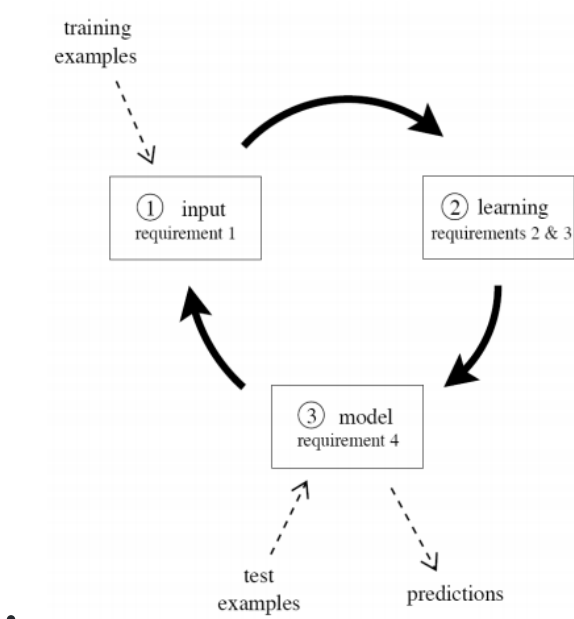 training
examples
① input
requirement 1
② learning
requirements 2 & 3
③ model
requirement 4
test
examples
predictions